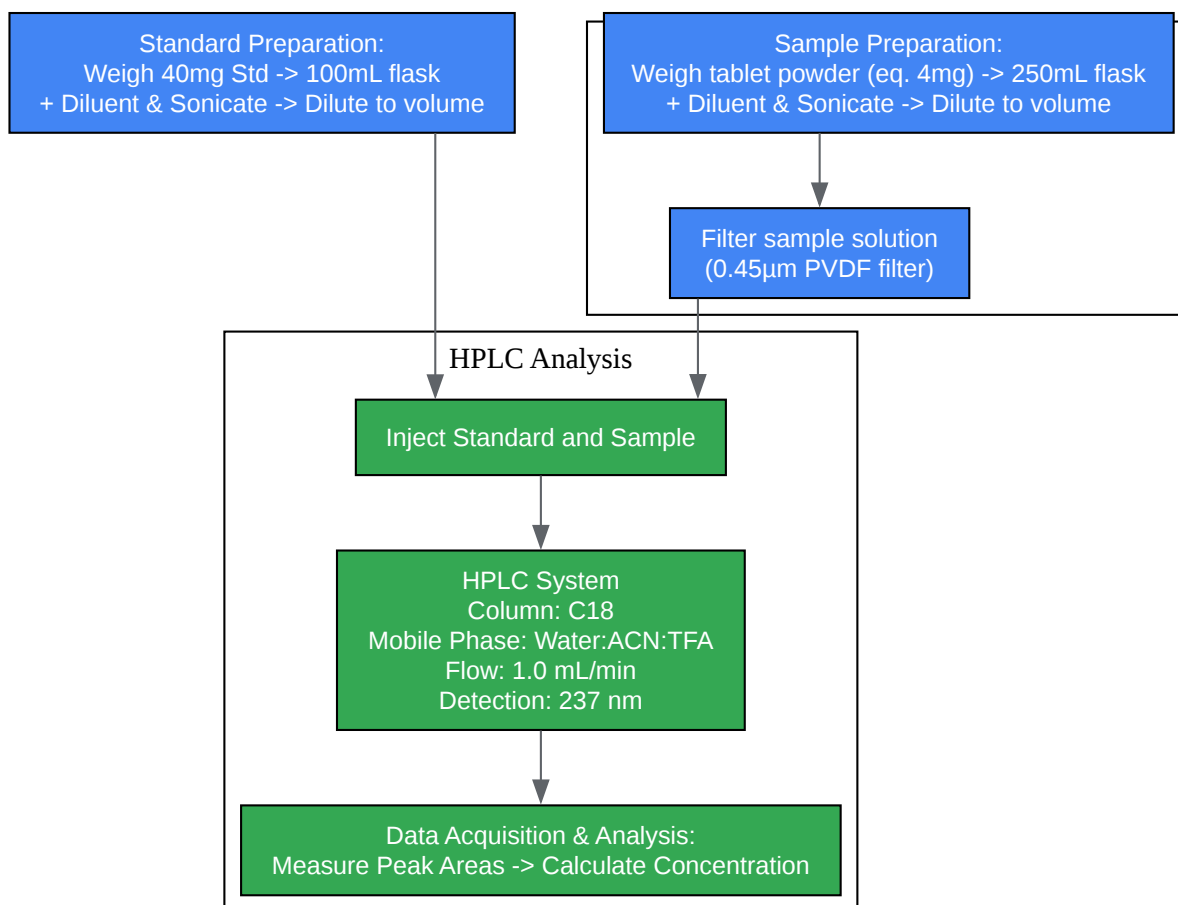 Standard Preparation:
Weigh 40mg Std -> 100mL flask
+ Diluent & Sonicate -> Dilute to volume
Sample Preparation:
Weigh tablet powder (eq. 4mg) -> 250mL flask
+ Diluent & Sonicate -> Dilute to volume
Filter sample solution
(0.45µm PVDF filter)
HPLC Analysis
Inject Standard and Sample
HPLC System
Column: C18
Mobile Phase: Water:ACN:TFA
Flow: 1.0 mL/min
Detection: 237 nm
Data Acquisition & Analysis:
Measure Peak Areas -> Calculate Concentration